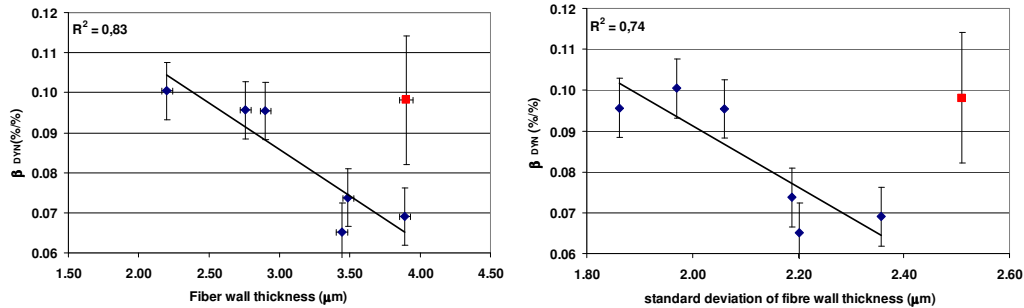 0.12
R² = 0,83
0.11
0.10
0.09
0.08
0.07
0.06
β DYN(%/%)
1.50 2.00 2.50 3.00 3.50 4.00 4.50
Fiber wall thickness (µm)
0.12
R² = 0,74
0.11
0.10
0.09
0.08
0.07
0.06
β DYN (%/%)
1.80 2.00 2.20 2.40 2.60
standard deviation of fibre wall thickness (µm)